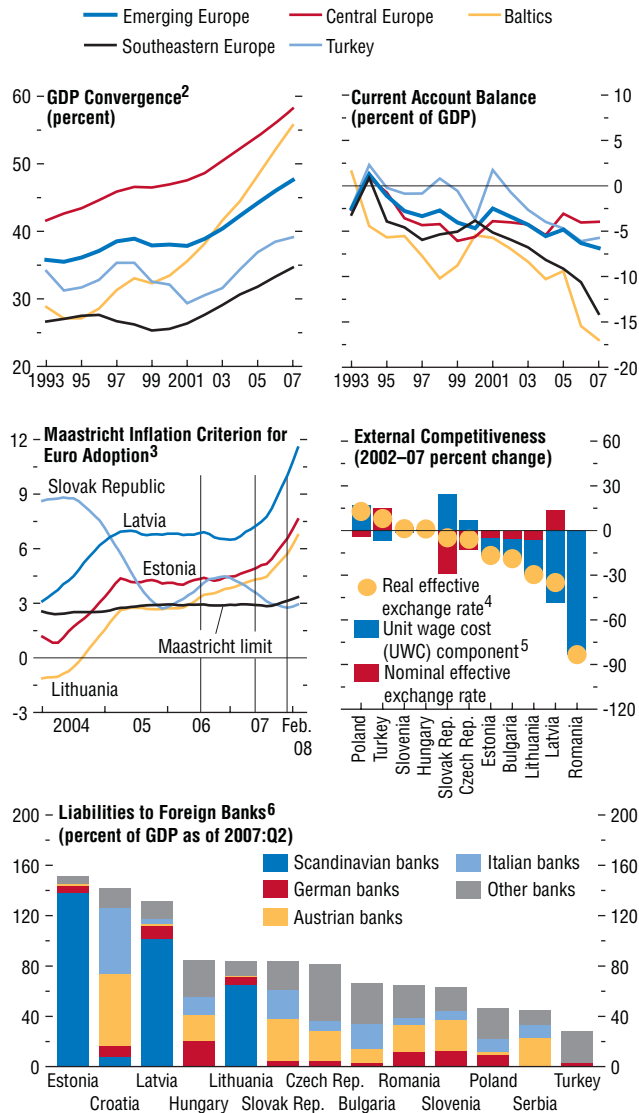 Emerging Europe Central Europe Baltics
Southeastern Europe Turkey
GDP Convergence2
(percent)
60
50
40
30
20
1993 95 97 99 2001 03 05 07
Current Account Balance
(percent of GDP)
10
5
0
-5
-10
-15
-20
1993 95 97 99 2001 03 05 07
Maastricht Inflation Criterion for
Euro Adoption3
12
9
6
3
0
-3
Slovak Republic
Latvia
Estonia
Maastricht limit
Lithuania
2004 05 06 07 Feb.
08
External Competitiveness
(2002–07 percent change)
60
30
0
-30
-60
-90
-120
Real effective
exchange rate4
Unit wage cost
(UWC) component5
Nominal effective
exchange rate
Poland
Turkey
Slovenia
Hungary
Slovak Rep.
Czech Rep.
Estonia
Bulgaria
Lithuania
Latvia
Romania
Liabilities to Foreign Banks6
(percent of GDP as of 2007:Q2)
200 200
160 160
120 120
80 80
40 40
0 0
Scandinavian banks Italian banks
German banks Other banks
Austrian banks
Estonia Latvia Lithuania Czech Rep. Romania Poland Turkey
Croatia Hungary Slovak Rep. Bulgaria Slovenia Serbia